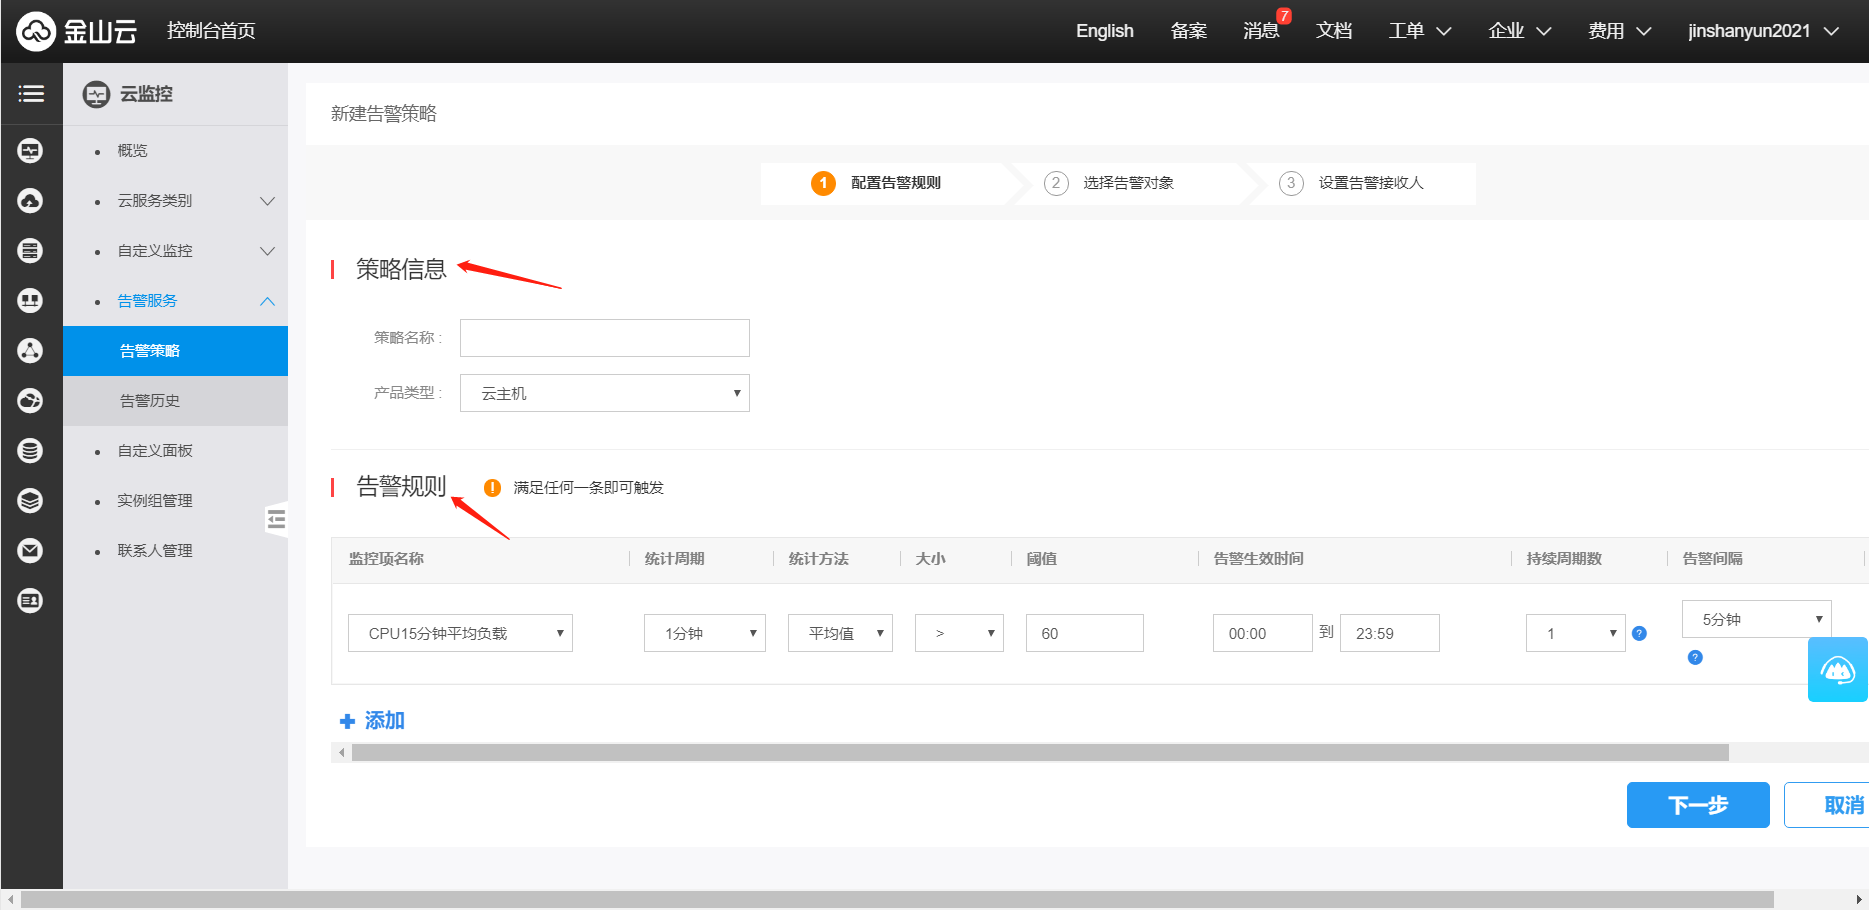 金山云 控制台首页 English 备案 消息 7 文档 工单 企业 费用 jinshanyun2021
云监控
概览
云服务类别
自定义监控
告警服务
告警策略
告警历史
自定义面板
实例组管理
联系人管理
新建告警策略
1 配置告警规则 2 选择告警对象 3 设置告警接收人
策略信息
策略名称 :
产品类型 : 云主机
告警规则 ! 满足任何一条即可触发
监控项名称 统计周期 统计方法 大小 阈值 告警生效时间 持续周期数 告警间隔
CPU15分钟平均负载 1分钟 平均值 > 60 00:00 到 23:59 1 ? 5分钟
?
添加
下一步 取消